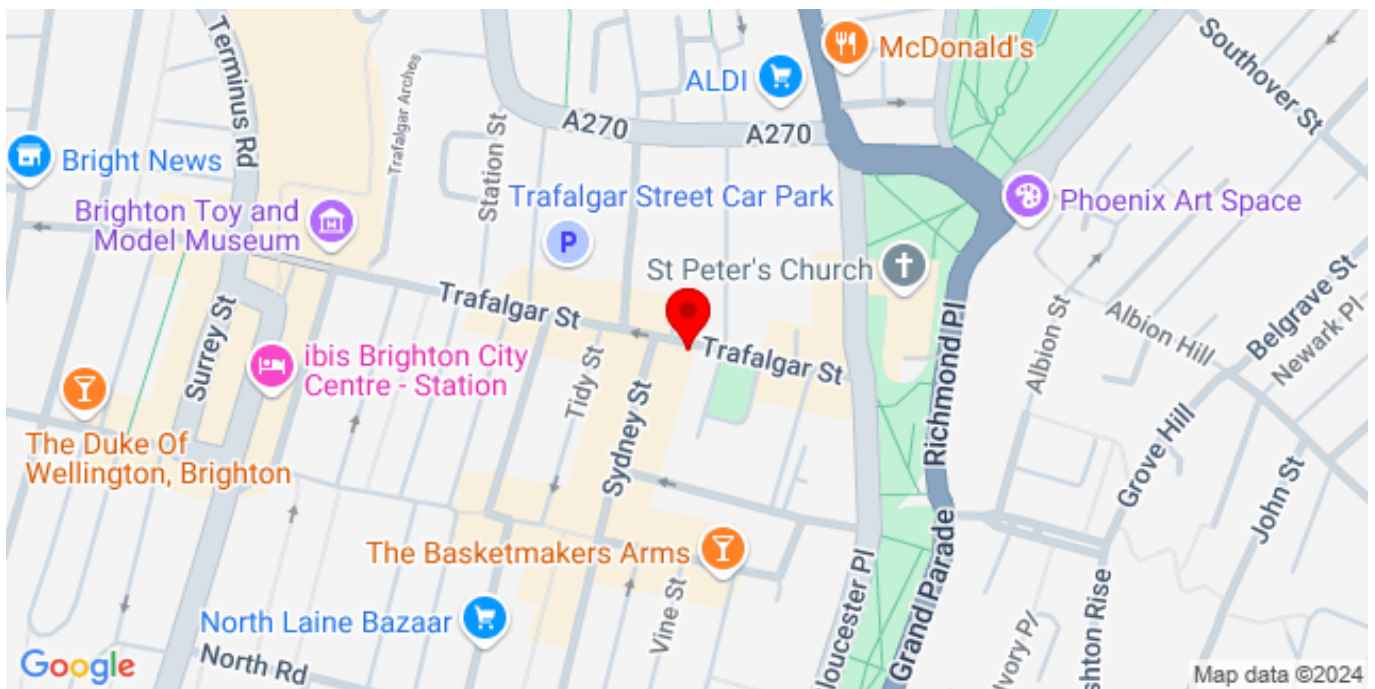 McDonald's
Southover St
Terminus Rd
Trafalgar Arches
ALDI
A270
A270
Bright News
Station St
Trafalgar Street Car Park
P
Phoenix Art Space
Brighton Toy and
Model Museum
St Peter's Church
Trafalgar St
Trafalgar St
Surrey St
ibis Brighton City
Centre - Station
Tidy St
Sydney St
Richmond Pl
Albion St
Albion Hill
Belgrave St
Newark Pl
Grove Hill
John St
The Duke Of
Wellington, Brighton
The Basketmakers Arms
Vine St
Gloucester Pl
Grand Parade
North Laine Bazaar
North Rd
Ivory P/
shton Rise
Google
Map data ©2024